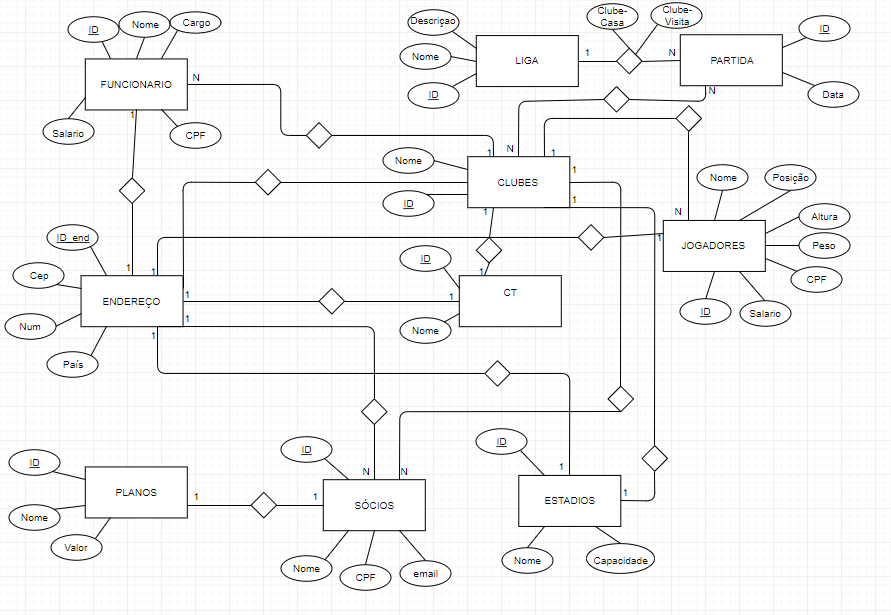 ID
Nome
Cargo
FUNCIONARIO
N
Salario
1
CPF
Descriçao
Nome
ID
LIGA
1
Clube-
Casa
Clube-
Visita
N
PARTIDA
N
ID
Data
Nome
ID
1
N
1
CLUBES
1
1
1
Nome
Posição
Altura
Peso
CPF
N
1
JOGADORES
ID
Salario
ID_end
Cep
Num
País
1
1
ENDEREÇO
1
1
1
ID
Nome
1
1
CT
ID
Nome
Valor
PLANOS
1
1
ID
N
N
SÓCIOS
Nome
CPF
email
ID
1
ESTADIOS
1
Nome
Capacidade